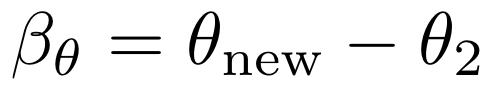 β_θ = θ_new − θ_2